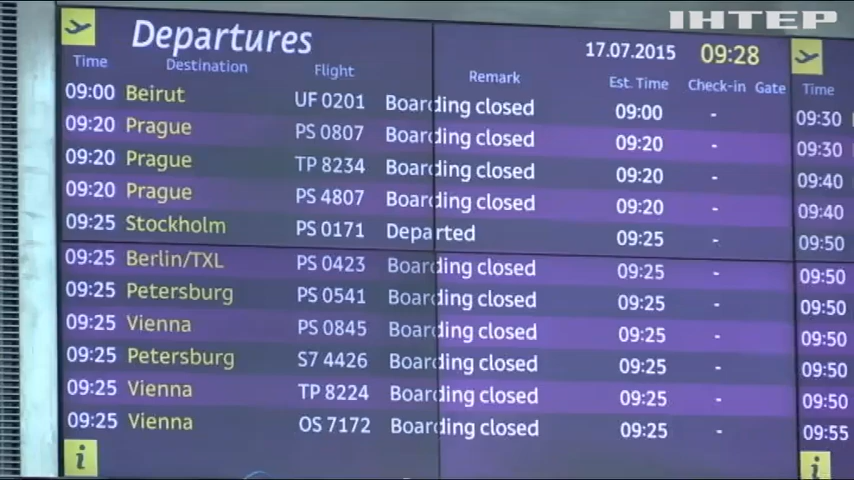 ІНТЕР
Departures 17.07.2015 09:28
Time Destination Flight Remark Est. Time Check-in Gate Time
09:00 Beirut UF 0201 Boarding closed 09:00 - 09:30
09:20 Prague PS 0807 Boarding closed 09:20 - 09:30
09:20 Prague TP 8234 Boarding closed 09:20 - 09:40
09:20 Prague PS 4807 Boarding closed 09:20 - 09:40
09:25 Stockholm PS 0171 Departed 09:25 - 09:50
09:25 Berlin/TXL PS 0423 Boarding closed 09:25 - 09:50
09:25 Petersburg PS 0541 Boarding closed 09:25 - 09:50
09:25 Vienna PS 0845 Boarding closed 09:25 - 09:50
09:25 Petersburg S7 4426 Boarding closed 09:25 - 09:50
09:25 Vienna TP 8224 Boarding closed 09:25 - 09:50
09:25 Vienna OS 7172 Boarding closed 09:25 - 09:55
i i